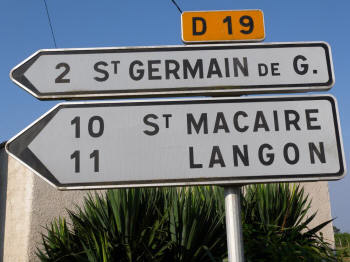 D 19
2 ST GERMAIN DE G.
10 ST MACAIRE
11 LANGON